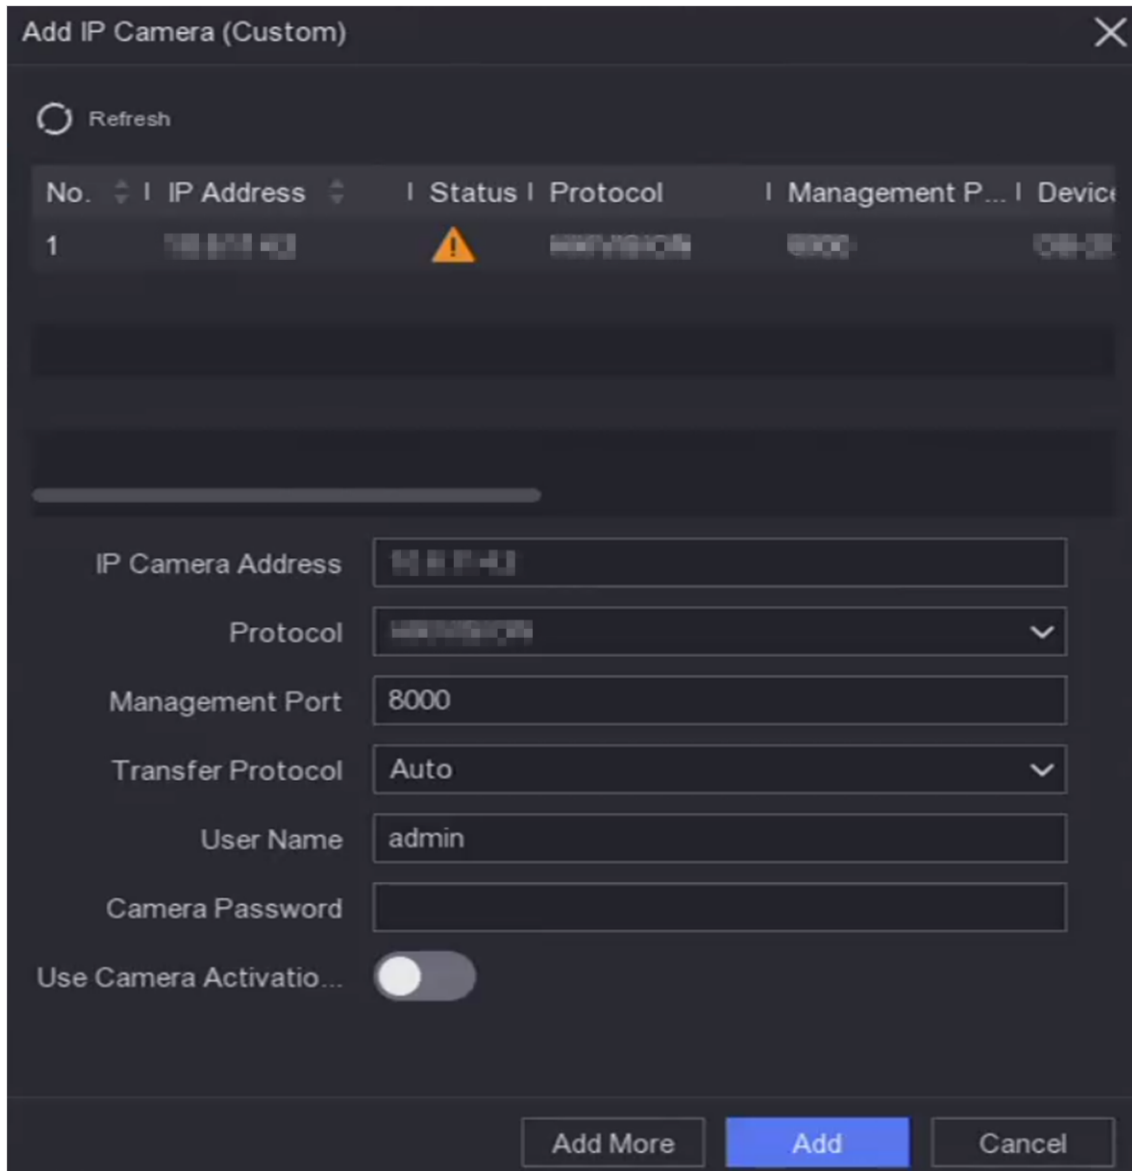 Add IP Camera (Custom)
Refresh
No. IP Address Status Protocol Management P... Device
1
IP Camera Address
Protocol
Management Port 8000
Transfer Protocol Auto
User Name admin
Camera Password
Use Camera Activatio...
Add More Add Cancel